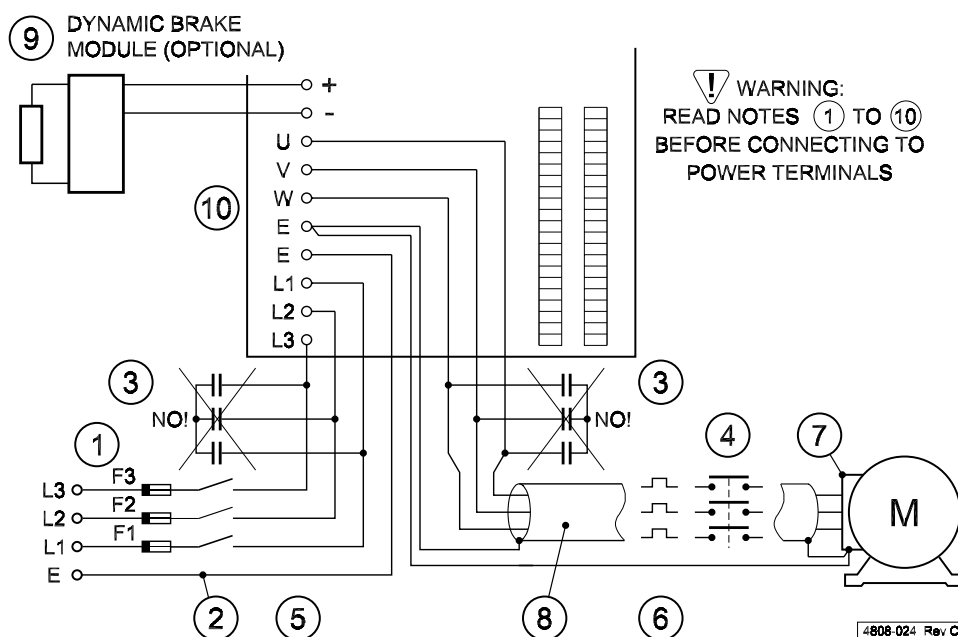 9 DYNAMIC BRAKE
MODULE (OPTIONAL)
+
-
U
V
W
E
E
L1
L2
L3
10
! WARNING:
READ NOTES 1 TO 10
BEFORE CONNECTING TO
POWER TERMINALS
3
NO!
NO!
3
1
4
7
L3 F3
L2 F2
L1 F1
E
M
2
5
8
6
4808-024 Rev C